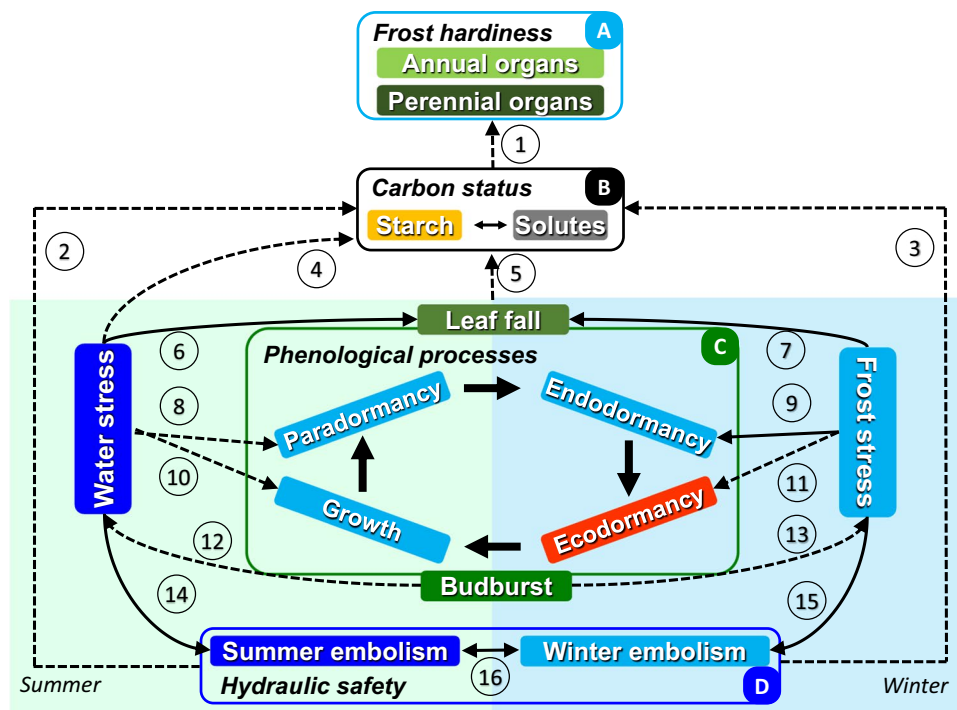 Frost hardiness
A
Annual organs
Perennial organs
1
Carbon status
B
Starch
Solutes
2
3
4
5
Leaf fall
6
7
Phenological processes
C
Water stress
Frost stress
8
9
Paradormancy
Endodormancy
10
11
Growth
Ecodormancy
12
13
Budburst
14
15
Summer embolism
Winter embolism
16
Summer
Hydraulic safety
D
Winter